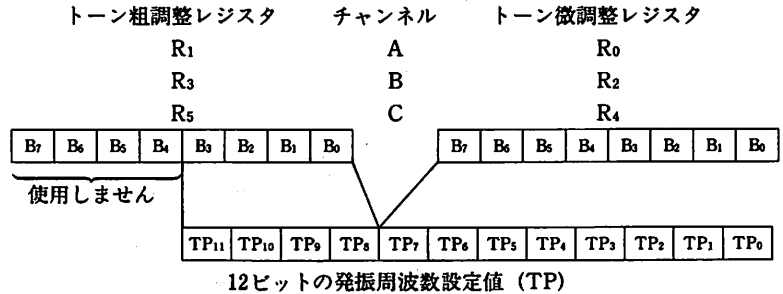 トーン粗調整レジスタ チャンネル トーン微調整レジスタ
R1 A R0
R3 B R2
R5 C R4
B7 B6 B5 B4 B3 B2 B1 B0 B7 B6 B5 B4 B3 B2 B1 B0
使用しません
TP11 TP10 TP9 TP8 TP7 TP6 TP5 TP4 TP3 TP2 TP1 TP0
12ビットの発振周波数設定値（TP）